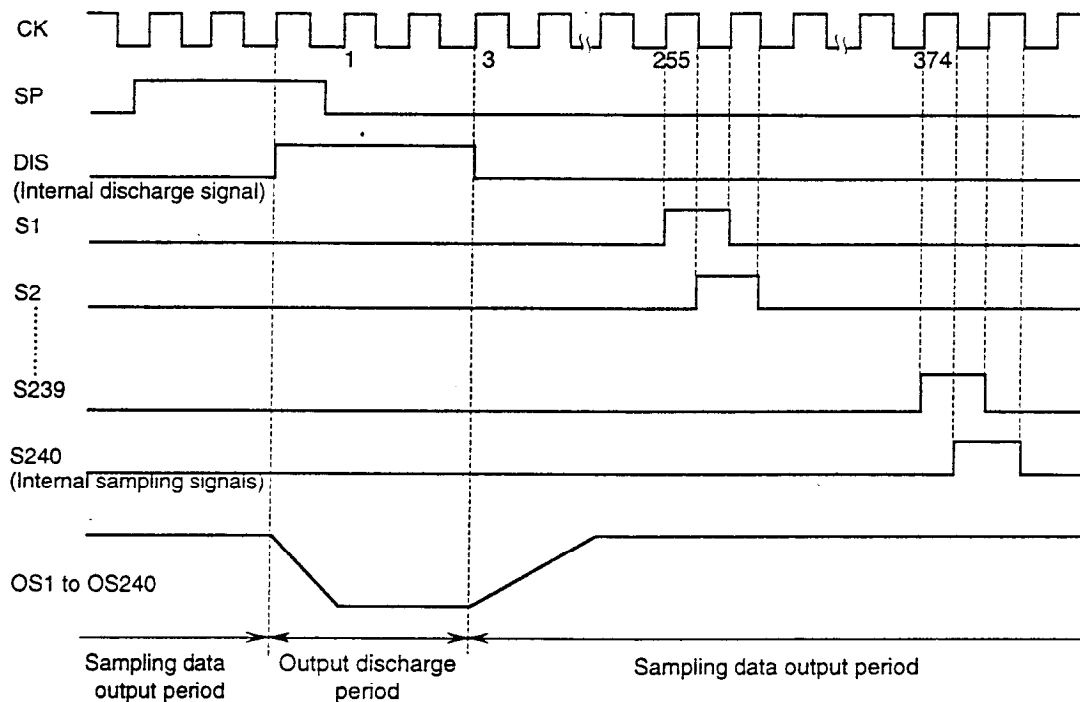 CK
1
3
255
374
SP
DIS
(Internal discharge signal)
S1
S2
S239
S240
(Internal sampling signals)
OS1 to OS240
Sampling data
output period
Output discharge
period
Sampling data output period